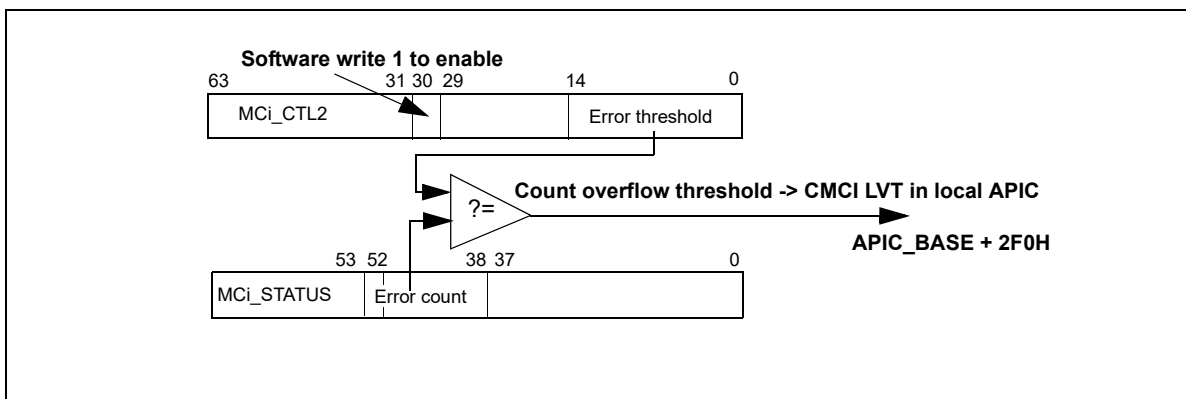 Software write 1 to enable
63 31 30 29 14 0
MCi_CTL2 Error threshold
?=
Count overflow threshold -> CMCI LVT in local APIC
APIC_BASE + 2F0H
53 52 38 37 0
MCi_STATUS Error count